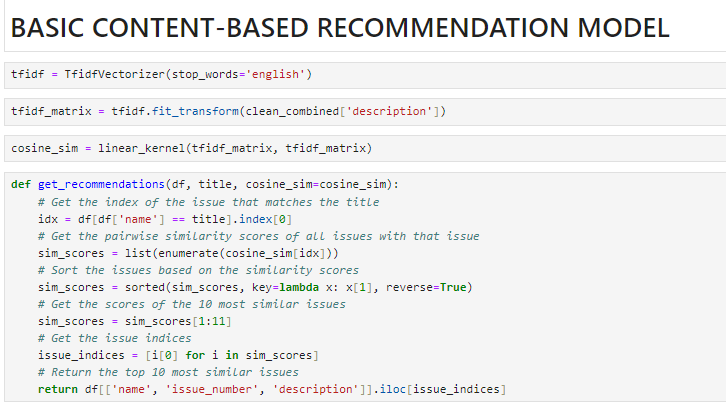 BASIC CONTENT-BASED RECOMMENDATION MODEL
tfidf = TfidfVectorizer(stop_words='english')
tfidf_matrix = tfidf.fit_transform(clean_combined['description'])
cosine_sim = linear_kernel(tfidf_matrix, tfidf_matrix)
def get_recommendations(df, title, cosine_sim=cosine_sim):
    # Get the index of the issue that matches the title
    idx = df[df['name'] == title].index[0]
    # Get the pairwise similarity scores of all issues with that issue
    sim_scores = list(enumerate(cosine_sim[idx]))
    # Sort the issues based on the similarity scores
    sim_scores = sorted(sim_scores, key=lambda x: x[1], reverse=True)
    # Get the scores of the 10 most similar issues
    sim_scores = sim_scores[1:11]
    # Get the issue indices
    issue_indices = [i[0] for i in sim_scores]
    # Return the top 10 most similar issues
    return df[['name', 'issue_number', 'description']].iloc[issue_indices]